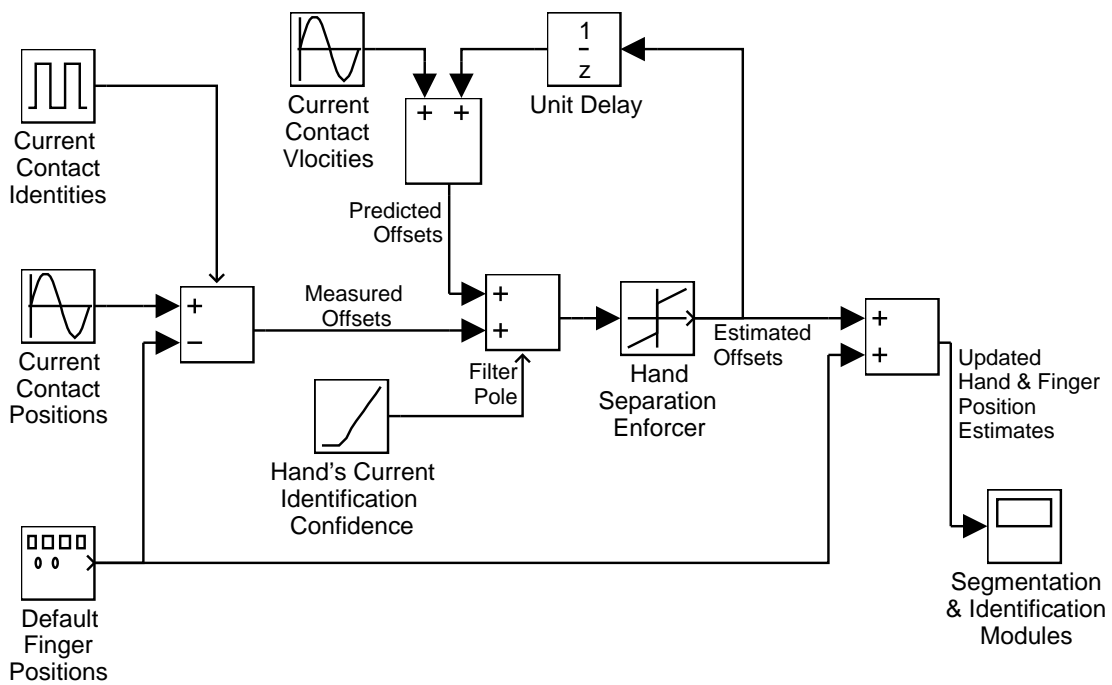 1
z
Unit Delay
Current
Contact
Vlocities
+ +
Current
Contact
Identities
Predicted
Offsets
+
−
Measured
Offsets
+
+
Filter
Pole
Current
Contact
Positions
Hand
Separation
Enforcer
Estimated
Offsets
+
+
Updated
Hand & Finger
Position
Estimates
Hand’s Current
Identification
Confidence
Default
Finger
Positions
Segmentation
& Identification
Modules